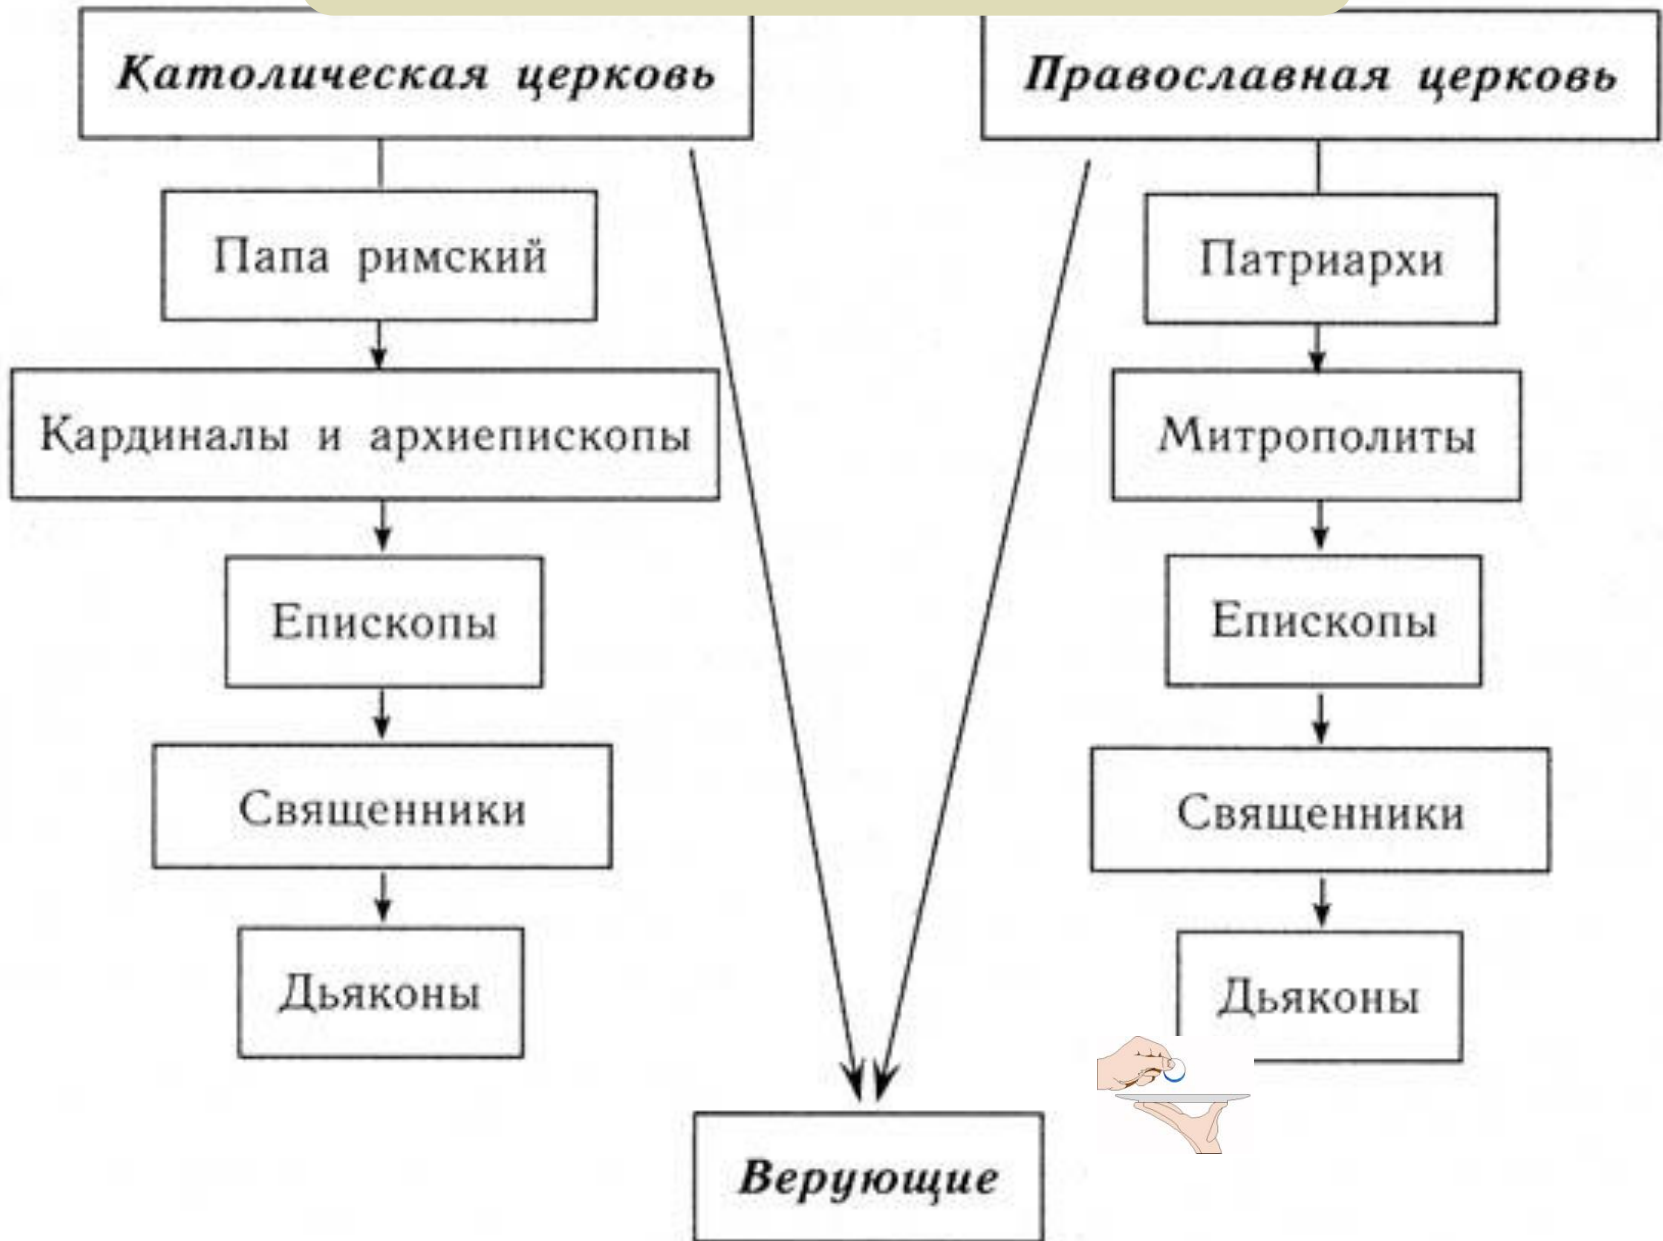 Католическая церковь
Папа римский
Кардиналы и архиепископы
Епископы
Священники
Дьяконы
Православная церковь
Патриархи
Митрополиты
Епископы
Священники
Дьяконы
Верующие